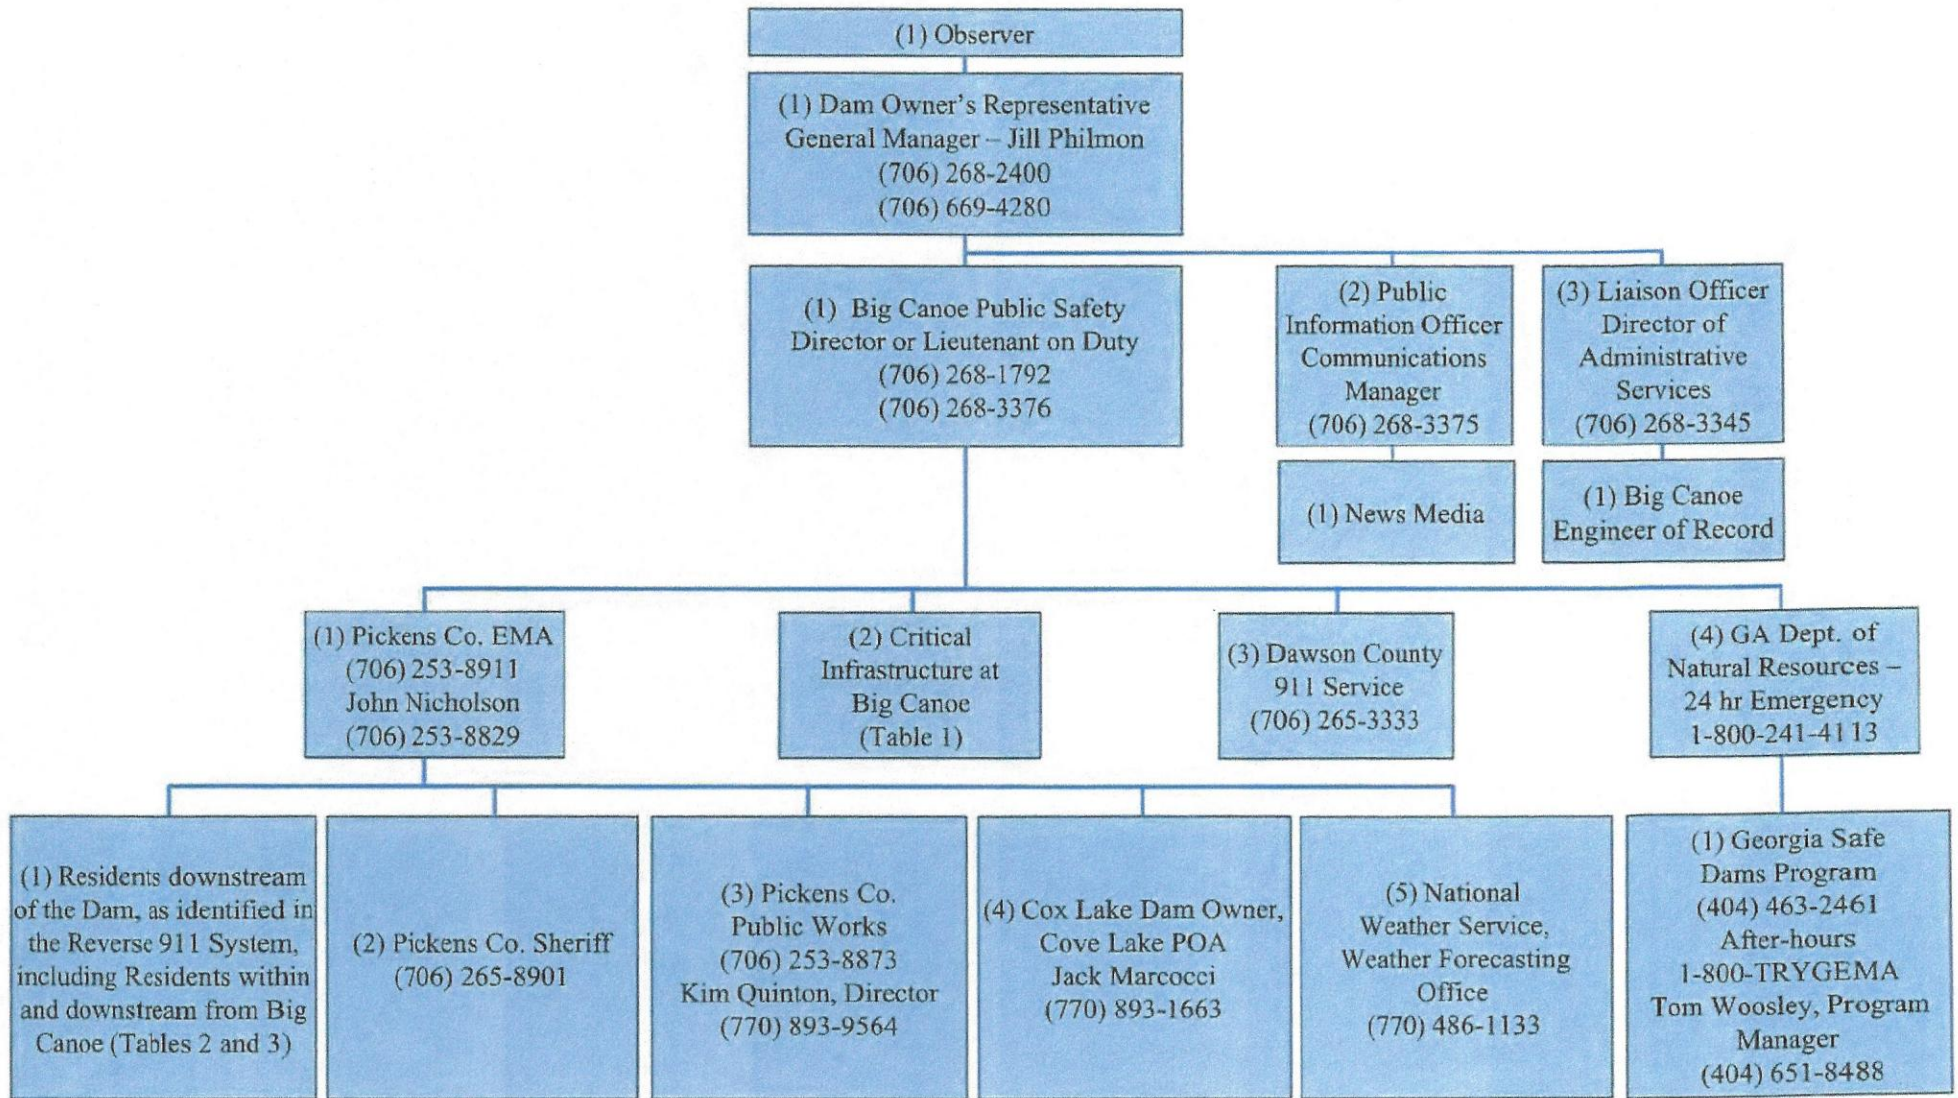 (1) Observer
(1) Dam Owner's Representative
General Manager – Jill Philmon
(706) 268-2400
(706) 669-4280
(1) Big Canoe Public Safety
Director or Lieutenant on Duty
(706) 268-1792
(706) 268-3376
(2) Public
Information Officer
Communications
Manager
(706) 268-3375
(3) Liaison Officer
Director of
Administrative
Services
(706) 268-3345
(1) News Media
(1) Big Canoe
Engineer of Record
(1) Pickens Co. EMA
(706) 253-8911
John Nicholson
(706) 253-8829
(2) Critical
Infrastructure at
Big Canoe
(Table 1)
(3) Dawson County
911 Service
(706) 265-3333
(4) GA Dept. of
Natural Resources –
24 hr Emergency
1-800-241-4113
(1) Residents downstream
of the Dam, as identified in
the Reverse 911 System,
including Residents within
and downstream from Big
Canoe (Tables 2 and 3)
(2) Pickens Co. Sheriff
(706) 265-8901
(3) Pickens Co.
Public Works
(706) 253-8873
Kim Quinton, Director
(770) 893-9564
(4) Cox Lake Dam Owner,
Cove Lake POA
Jack Marcocci
(770) 893-1663
(5) National
Weather Service,
Weather Forecasting
Office
(770) 486-1133
(1) Georgia Safe
Dams Program
(404) 463-2461
After-hours
1-800-TRYGEMA
Tom Woosley, Program
Manager
(404) 651-8488